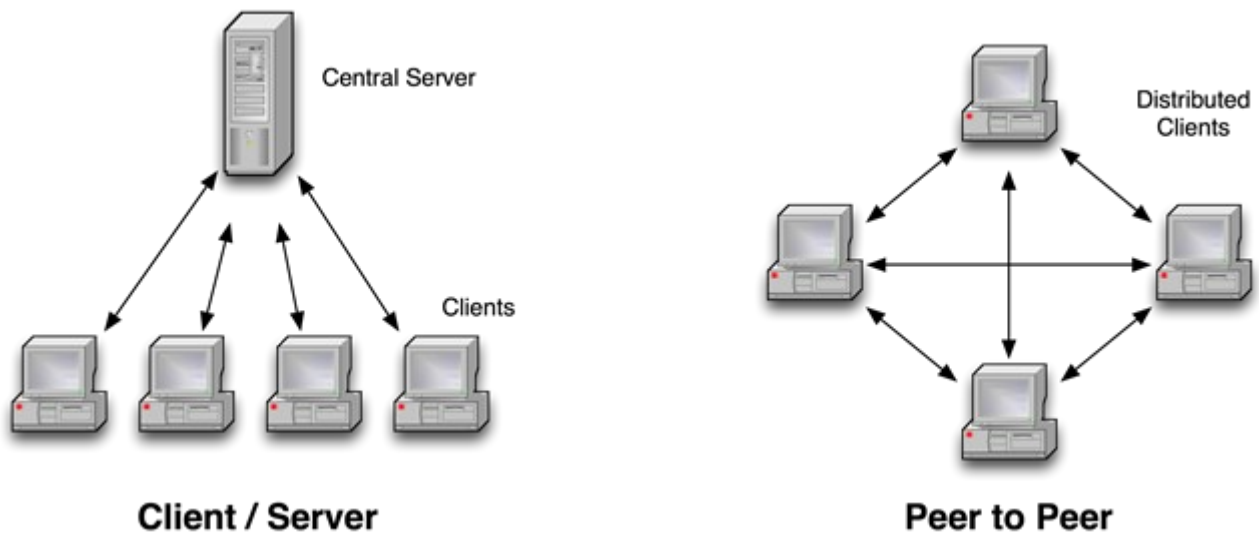 Central Server
Clients
Client / Server
Distributed
Clients
Peer to Peer